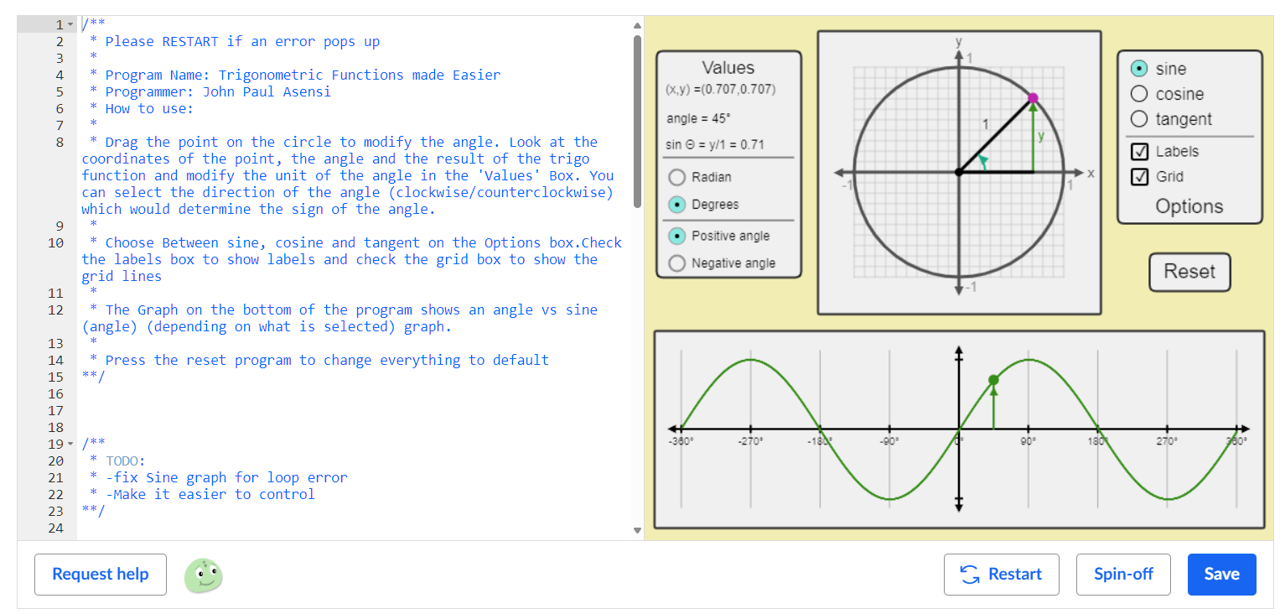 1 /**
2 * Please RESTART if an error pops up
3 *
4 * Program Name: Trigonometric Functions made Easier
5 * Programmer: John Paul Asensi
6 * How to use:
7 *
8 * Drag the point on the circle to modify the angle. Look at the
coordinates of the point, the angle and the result of the trigo
function and modify the unit of the angle in the 'Values' Box. You
can select the direction of the angle (clockwise/counterclockwise)
which would determine the sign of the angle.
9 *
10 * Choose Between sine, cosine and tangent on the Options box.Check
the labels box to show labels and check the grid box to show the
grid lines
11 *
12 * The Graph on the bottom of the program shows an angle vs sine
(angle) (depending on what is selected) graph.
13 *
14 * Press the reset program to change everything to default
15 **/
16
17
18
19 /**
20 * TODO:
21 * -fix Sine graph for loop error
22 * -Make it easier to control
23 **/
24
Values
(x,y) =(0.707,0.707)
angle = 45°
sin Θ = y/1 = 0.71
Radian
Degrees
Positive angle
Negative angle
y
1
1
y
-1
1
x
-1
sine
cosine
tangent
Labels
Grid
Options
Reset
-360° -270° -180° -90° 0° 90° 180° 270° 360°
Request help
Restart
Spin-off
Save